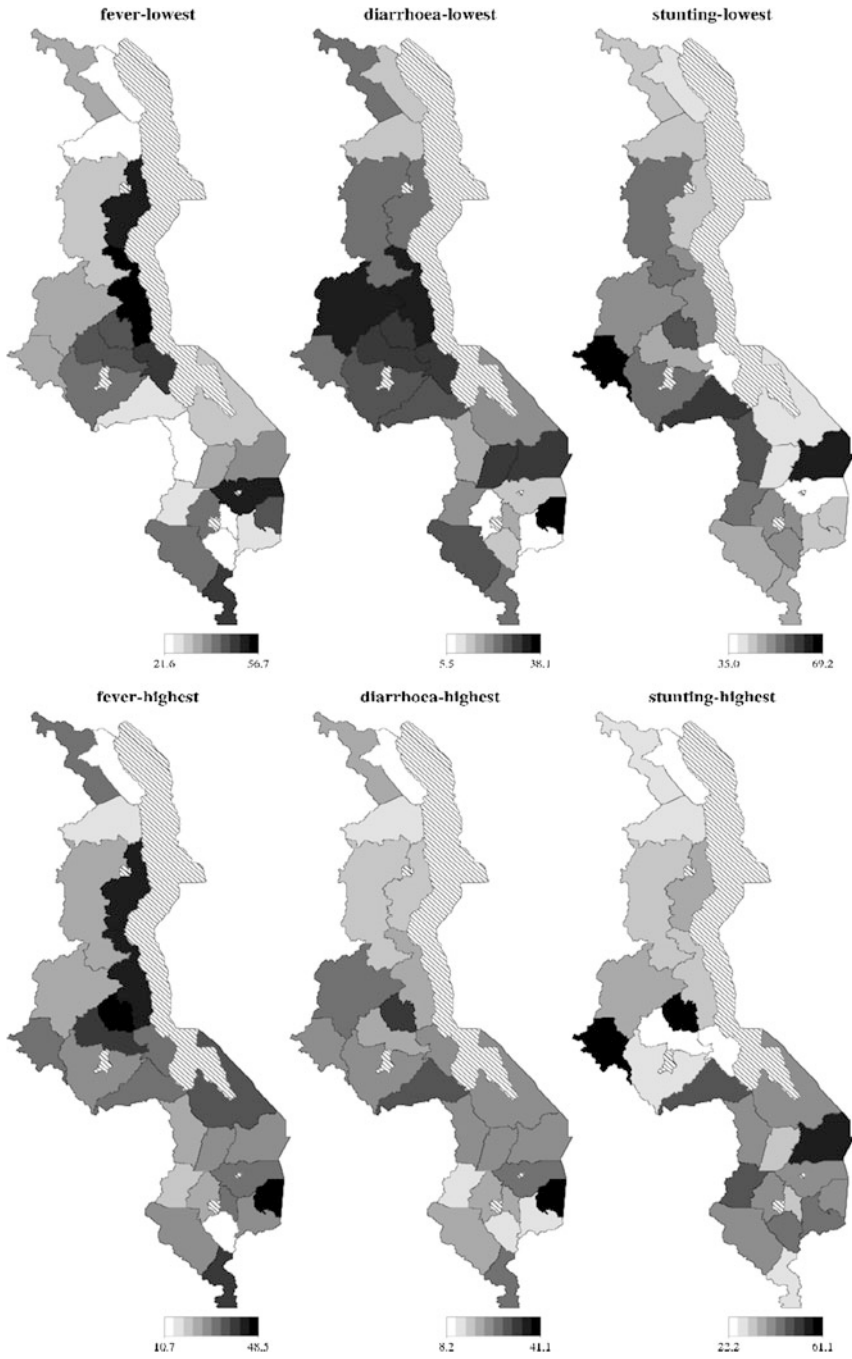 fever-lowest diarrhoea-lowest stunting-lowest
21.6 56.7 5.5 38.1 35.0 69.2
fever-highest diarrhoea-highest stunting-highest
10.7 48.5 8.2 41.1 22.2 61.1